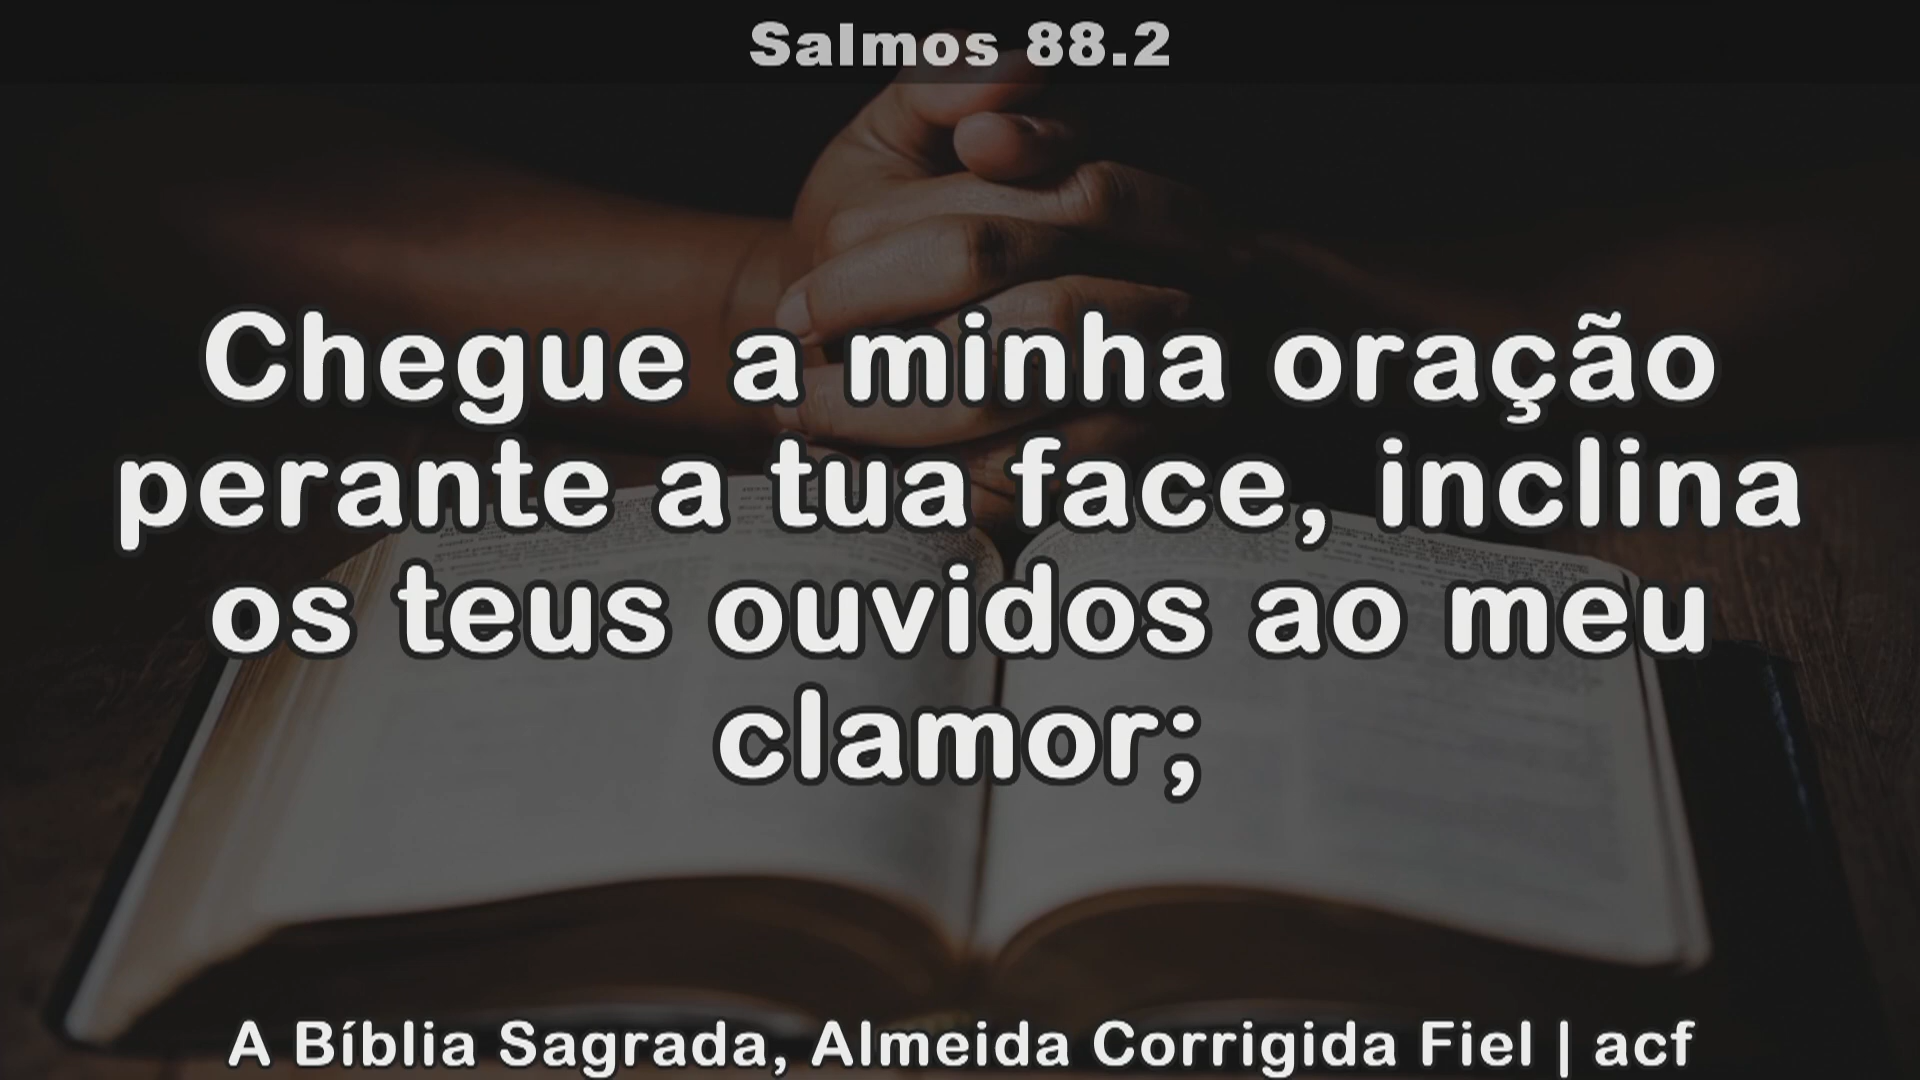 Salmos 88.2
Chegue a minha oração
perante a tua face, inclina
os teus ouvidos ao meu
clamor;
A Bíblia Sagrada, Almeida Corrigida Fiel | acf